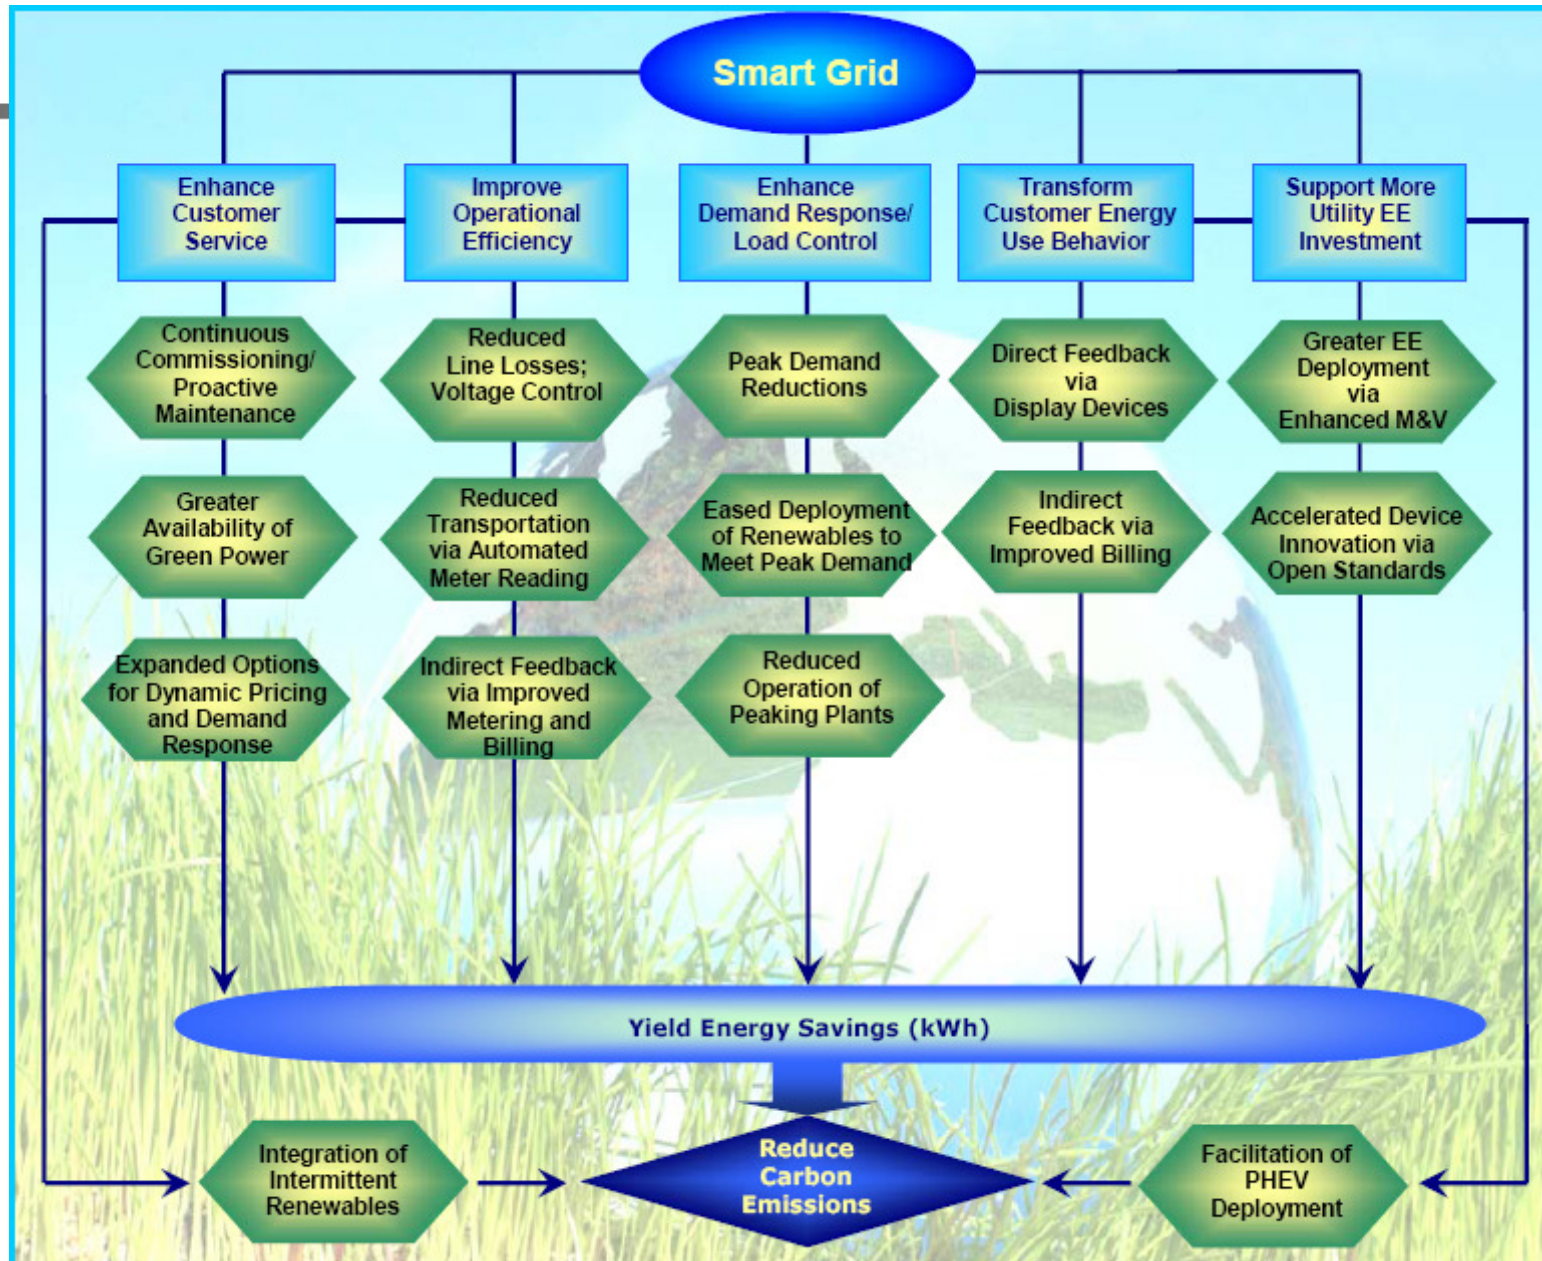 Smart Grid
Enhance
Customer
Service
Improve
Operational
Efficiency
Enhance
Demand Response/
Load Control
Transform
Customer Energy
Use Behavior
Support More
Utility EE
Investment
Continuous
Commissioning/
Proactive
Maintenance
Reduced
Line Losses;
Voltage Control
Peak Demand
Reductions
Direct Feedback
via
Display Devices
Greater EE
Deployment
via
Enhanced M&V
Greater
Availability of
Green Power
Reduced
Transportation
via Automated
Meter Reading
Eased Deployment
of Renewables to
Meet Peak Demand
Indirect
Feedback via
Improved Billing
Accelerated Device
Innovation via
Open Standards
Expanded Options
for Dynamic Pricing
and Demand
Response
Indirect Feedback
via Improved
Metering and
Billing
Reduced
Operation of
Peaking Plants
Yield Energy Savings (kWh)
Integration of
Intermittent
Renewables
Reduce
Carbon
Emissions
Facilitation of
PHEV
Deployment